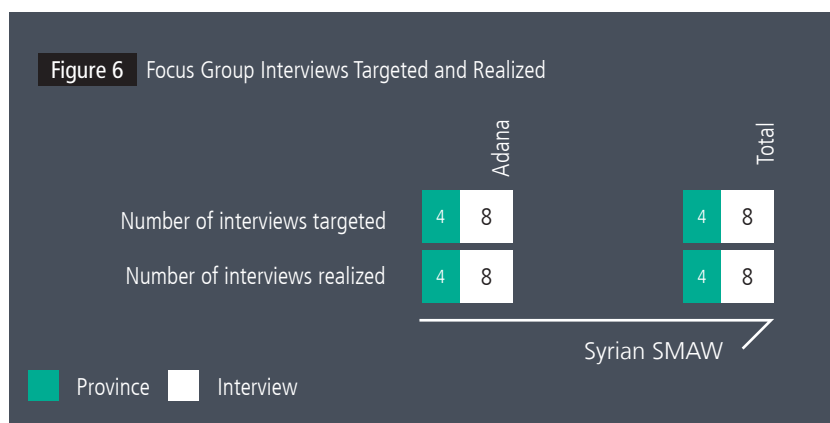 Figure 6 Focus Group Interviews Targeted and Realized
Adana
Total
Number of interviews targeted 4 8 4 8
Number of interviews realized 4 8 4 8
Syrian SMAW
Province Interview